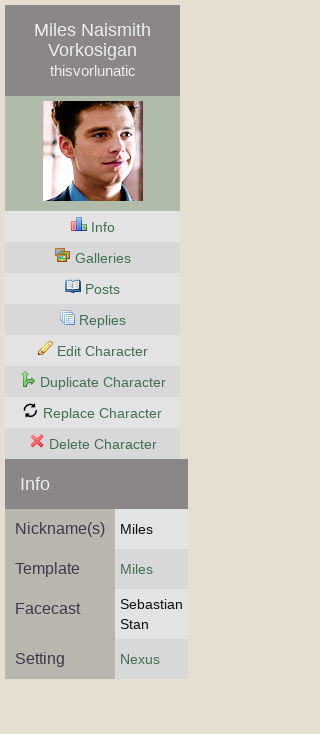 Miles Naismith
Vorkosigan
thisvorlunatic
Info
Galleries
Posts
Replies
Edit Character
Duplicate Character
Replace Character
Delete Character
Info
Nickname(s) Miles
Template Miles
Facecast Sebastian
Stan
Setting Nexus